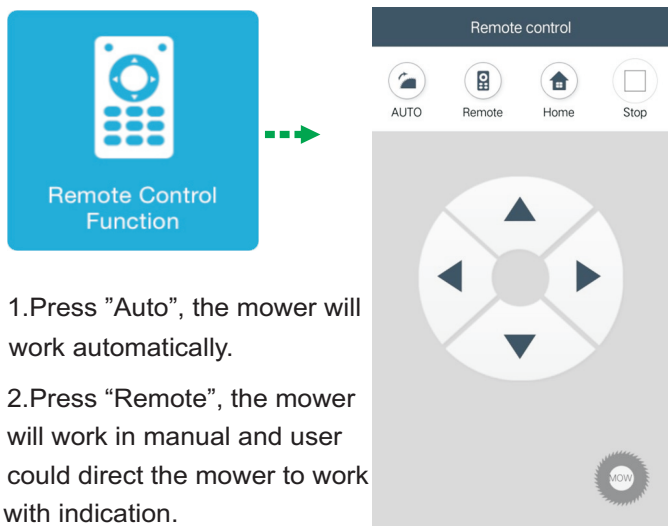 Remote Control
Function
Remote control
AUTO Remote Home Stop
1.Press ”Auto”, the mower will
work automatically.
2.Press “Remote”, the mower
will work in manual and user
could direct the mower to work
with indication.
MOW